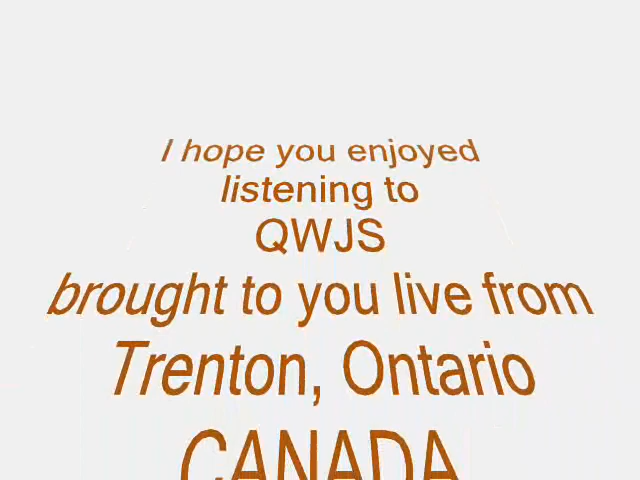 I hope you enjoyed
listening to
QWJS
brought to you live from
Trenton, Ontario
CANADA